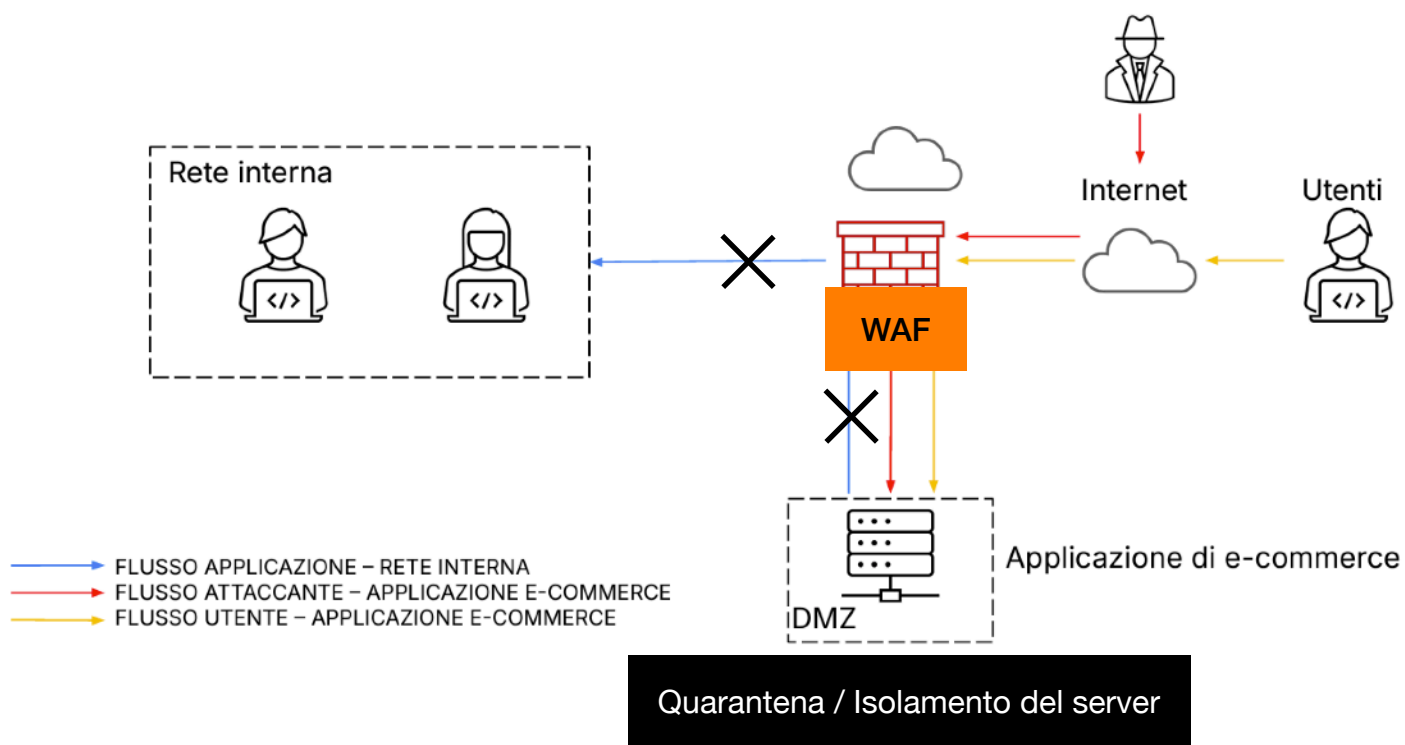 Rete interna
Internet
Utenti
</>
</>
</>
WAF
Applicazione di e-commerce
FLUSSO APPLICAZIONE – RETE INTERNA
FLUSSO ATTACCANTE – APPLICAZIONE E-COMMERCE
FLUSSO UTENTE – APPLICAZIONE E-COMMERCE
DMZ
Quarantena / Isolamento del server